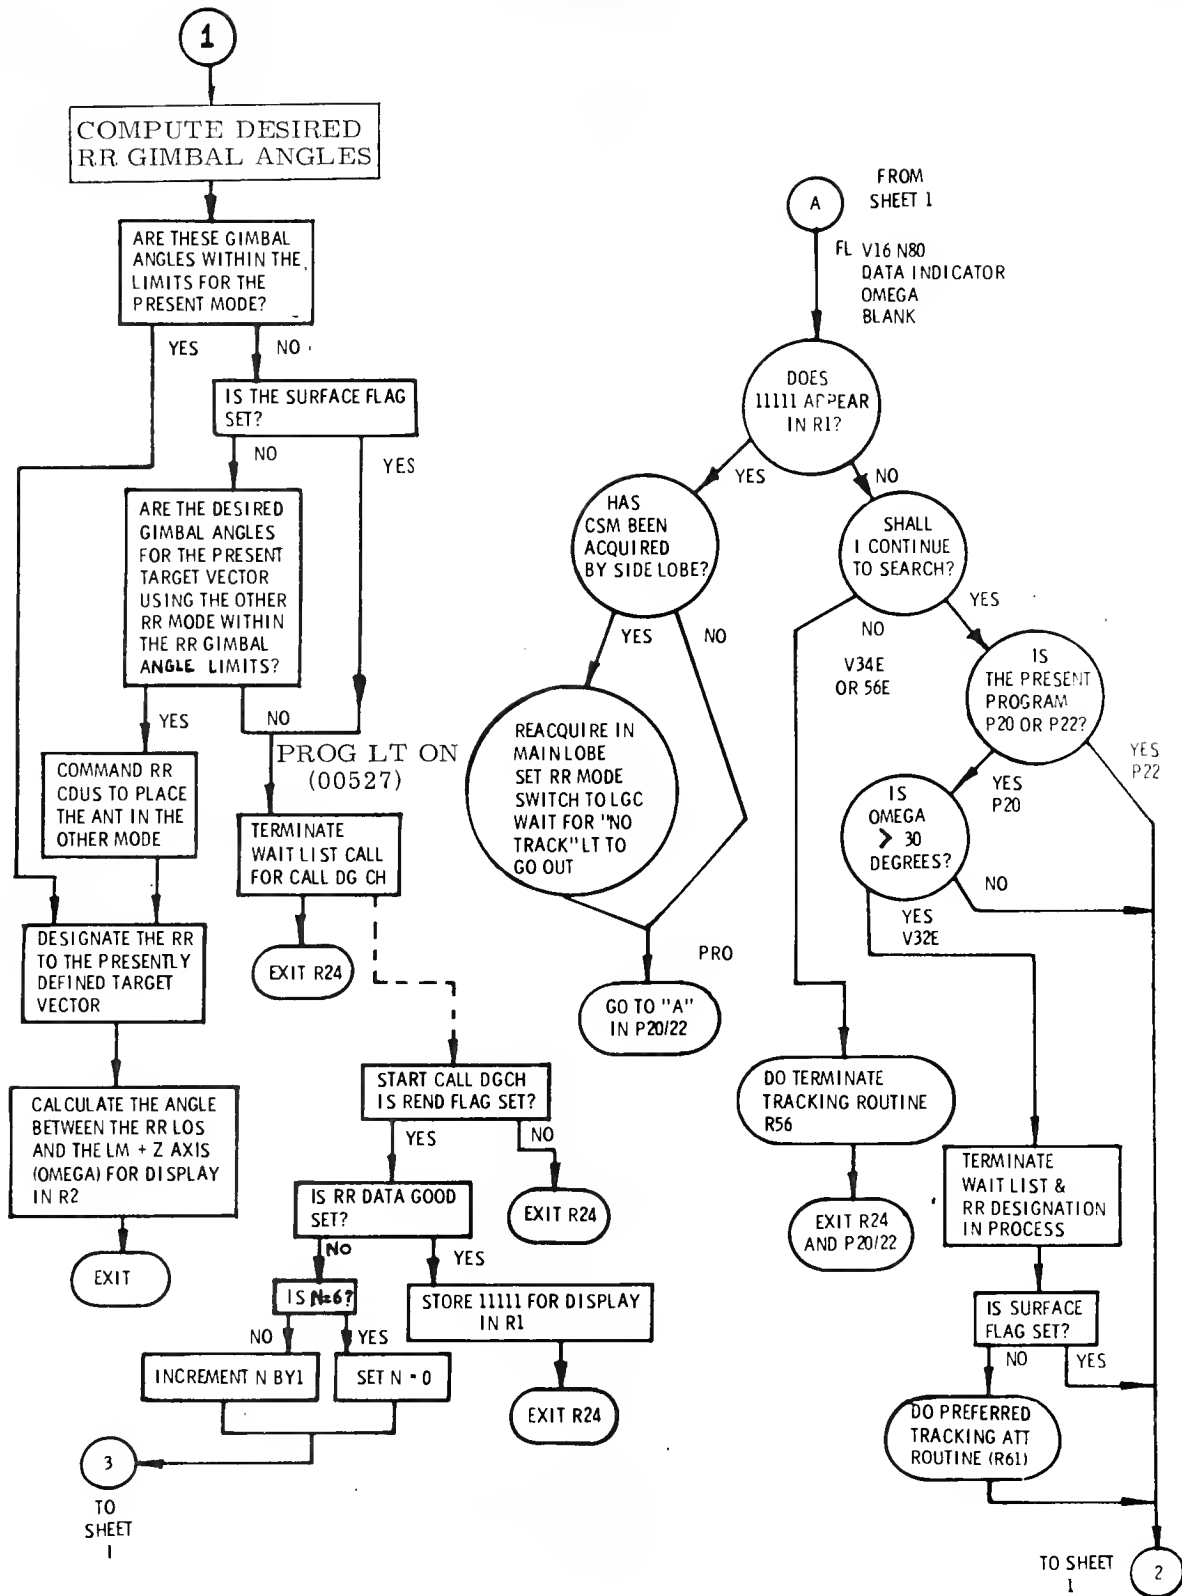 1
COMPUTE DESIRED
RR GIMBAL ANGLES
ARE THESE GIMBAL
ANGLES WITHIN THE
LIMITS FOR THE
PRESENT MODE?
YES
NO
IS THE SURFACE FLAG
SET?
NO
YES
ARE THE DESIRED
GIMBAL ANGLES
FOR THE PRESENT
TARGET VECTOR
USING THE OTHER
RR MODE WITHIN
THE RR GIMBAL
ANGLE LIMITS?
YES
NO
PROG LT ON
(00527)
COMMAND RR
CDUS TO PLACE
THE ANT IN THE
OTHER MODE
TERMINATE
WAIT LIST CALL
FOR CALL DG CH
EXIT R24
DESIGNATE THE RR
TO THE PRESENTLY
DEFINED TARGET
VECTOR
CALCULATE THE ANGLE
BETWEEN THE RR LOS
AND THE LM + Z AXIS
(OMEGA) FOR DISPLAY
IN R2
EXIT
START CALL DGCH
IS REND FLAG SET?
YES
NO
EXIT R24
IS RR DATA GOOD
SET?
NO
YES
STORE 11111 FOR DISPLAY
IN R1
EXIT R24
IS N=6?
NO
YES
INCREMENT N BY1
SET N = 0
3
TO
SHEET
1
A
FROM
SHEET 1
FL V16 N80
DATA INDICATOR
OMEGA
BLANK
DOES
11111 APPEAR
IN R1?
YES
NO
HAS
CSM BEEN
ACQUIRED
BY SIDE LOBE?
YES
NO
REACQUIRE IN
MAIN LOBE
SET RR MODE
SWITCH TO LGC
WAIT FOR "NO
TRACK" LT TO
GO OUT
PRO
GO TO "A"
IN P20/22
SHALL
I CONTINUE
TO SEARCH?
YES
NO
V34E
OR 56E
IS
THE PRESENT
PROGRAM
P20 OR P22?
YES
P22
YES
P20
IS
OMEGA
> 30
DEGREES?
NO
YES
V32E
DO TERMINATE
TRACKING ROUTINE
R56
EXIT R24
AND P20/22
TERMINATE
WAIT LIST &
RR DESIGNATION
IN PROCESS
IS SURFACE
FLAG SET?
NO
YES
DO PREFERRED
TRACKING ATT
ROUTINE (R61)
TO SHEET
1
2